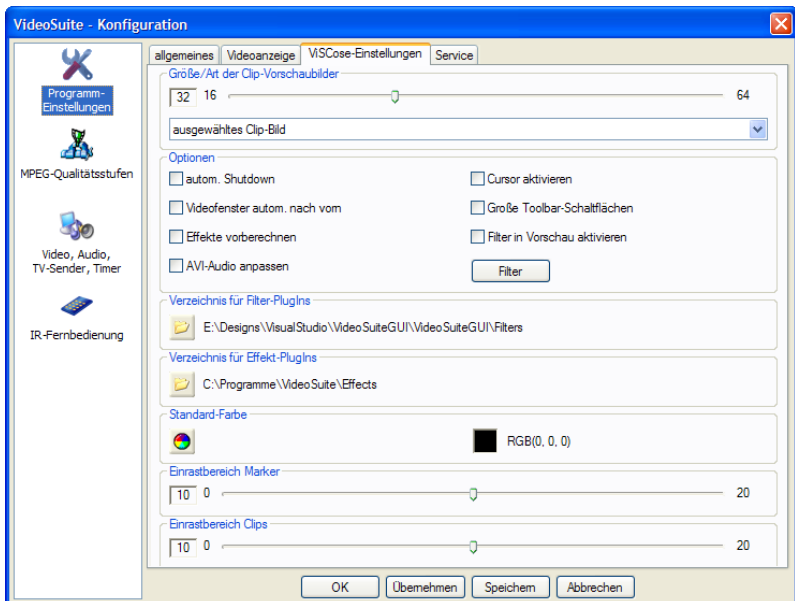 VideoSuite - Konfiguration
Programm-
Einstellungen
MPEG-Qualitätsstufen
Video, Audio,
TV-Sender, Timer
IR-Fernbedienung
allgemeines Videoanzeige ViSCose-Einstellungen Service
Größe/Art der Clip-Vorschaubilder
32 16 64
ausgewähltes Clip-Bild
Optionen
autom. Shutdown Cursor aktivieren
Videofenster autom. nach vorn Große Toolbar-Schaltflächen
Effekte vorberechnen Filter in Vorschau aktivieren
AVI-Audio anpassen Filter
Verzeichnis für Filter-PlugIns
E:\Designs\VisualStudio\VideoSuiteGUI\VideoSuiteGUI\Filters
Verzeichnis für Effekt-PlugIns
C:\Programme\VideoSuite\Effects
Standard-Farbe
RGB(0, 0, 0)
Einrastbereich Marker
10 0 20
Einrastbereich Clips
10 0 20
OK Übernehmen Speichern Abbrechen